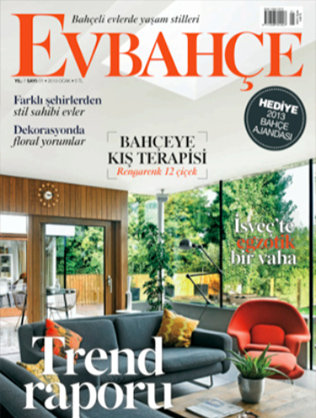 Bahçeli evlerde yaşam stilleri
EVBAHÇE
Farklı şehirlerden
stil sahibi evler
Dekorasyonda
floral yorumlar
HEDİYE
2013
BAHÇE
AJANDASI
BAHÇEYE
KIŞ TERAPİSİ
Rengarenk 12 çiçek
İsveç'te
egzotik
bir vaha
Trend
raporu